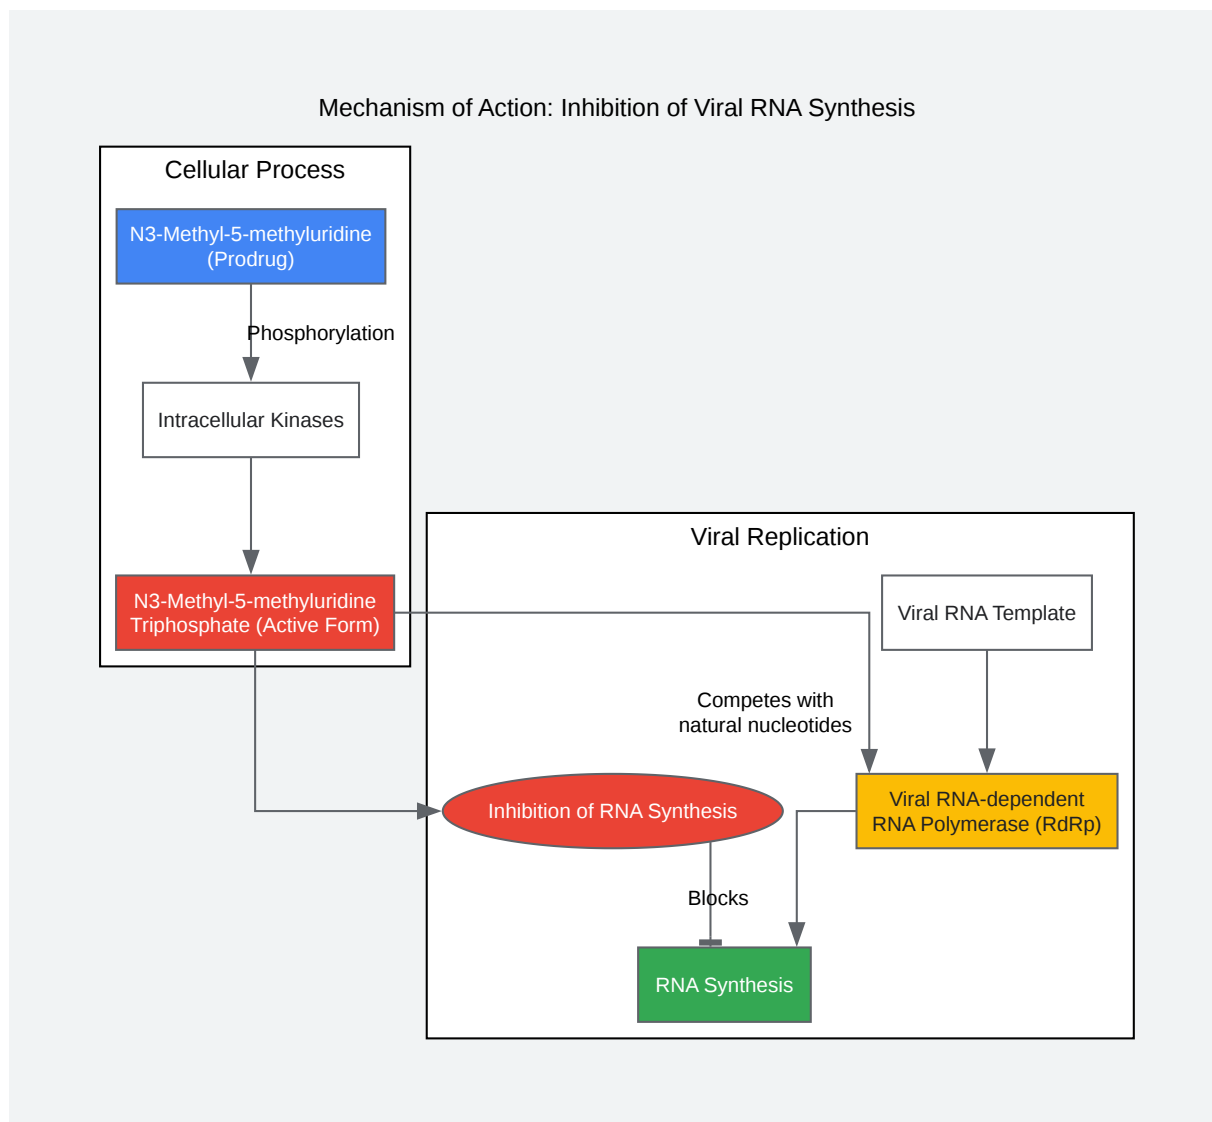 Mechanism of Action: Inhibition of Viral RNA Synthesis
Cellular Process
N3-Methyl-5-methyluridine
(Prodrug)
Phosphorylation
Intracellular Kinases
N3-Methyl-5-methyluridine
Triphosphate (Active Form)
Viral Replication
Viral RNA Template
Competes with
natural nucleotides
Inhibition of RNA Synthesis
Viral RNA-dependent
RNA Polymerase (RdRp)
Blocks
RNA Synthesis